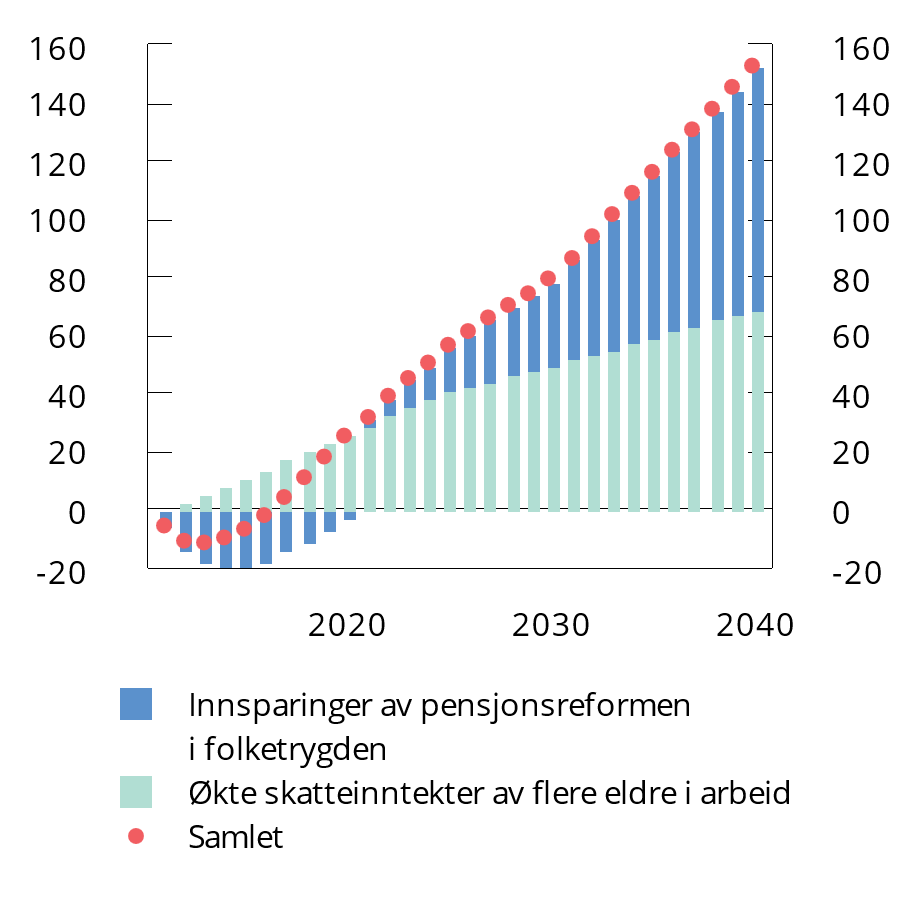 160 160
140 140
120 120
100 100
80 80
60 60
40 40
20 20
0 0
-20 -20
2020 2030 2040
Innsparinger av pensjonsreformen
i folketrygden
Økte skatteinntekter av flere eldre i arbeid
Samlet